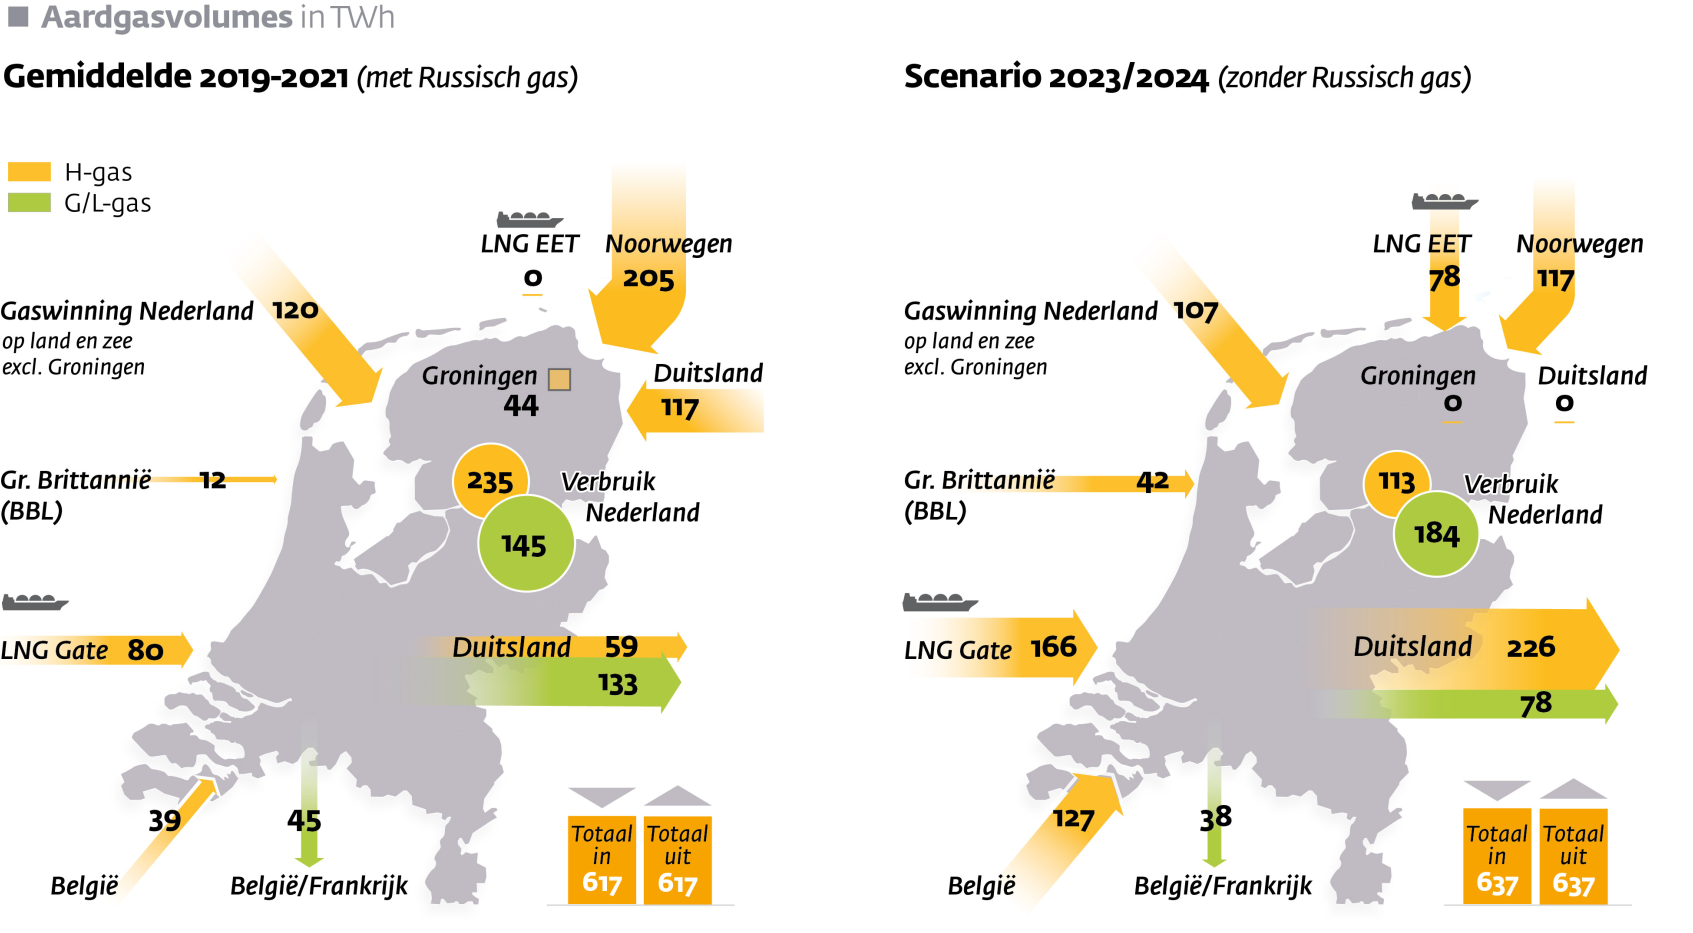 Aardgasvolumes in TWh
Gemiddelde 2019-2021 (met Russisch gas)
H-gas
G/L-gas
LNG EET
0
Noorwegen
205
Gaswinning Nederland
op land en zee
excl. Groningen
120
Groningen
44
Duitsland
117
Gr. Brittannië
(BBL)
12
235
145
Verbruik
Nederland
LNG Gate 80
Duitsland 59
133
39
België
45
België/Frankrijk
Totaal
in
617
Totaal
uit
617
Scenario 2023/2024 (zonder Russisch gas)
LNG EET
78
Noorwegen
117
Gaswinning Nederland
op land en zee
excl. Groningen
107
Groningen
0
Duitsland
0
Gr. Brittannië
(BBL)
42
113
184
Verbruik
Nederland
LNG Gate 166
Duitsland 226
78
127
België
38
België/Frankrijk
Totaal
in
637
Totaal
uit
637